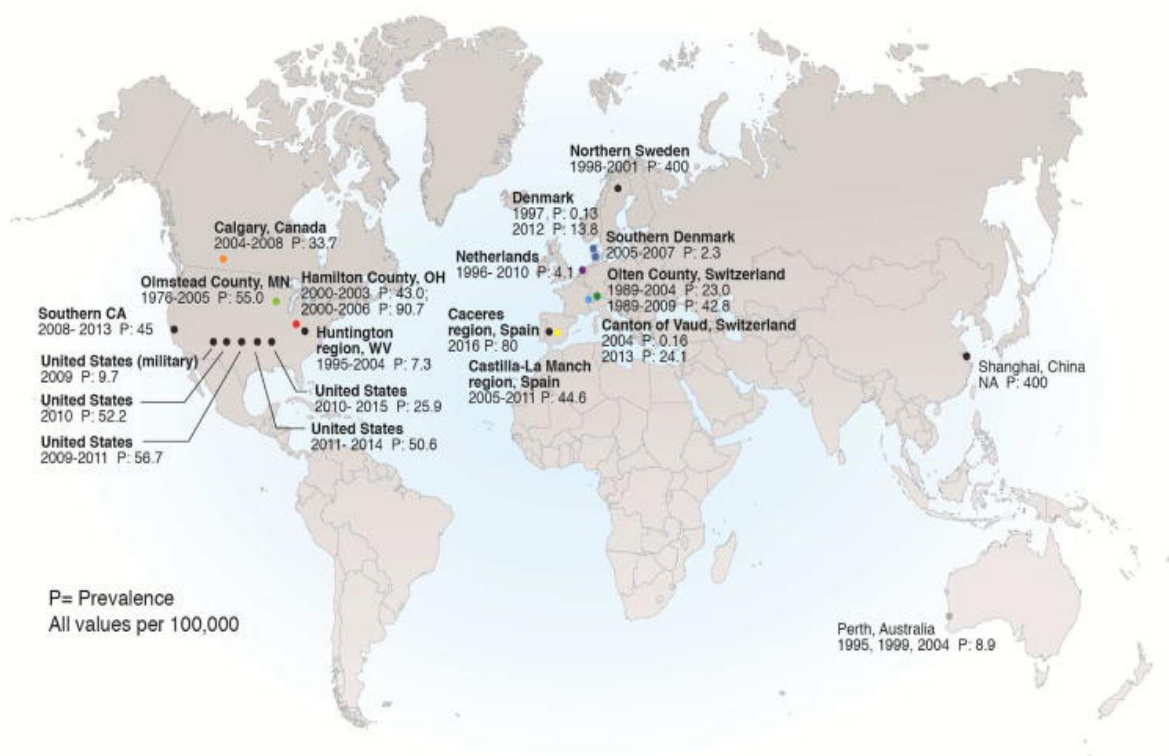 Northern Sweden
1998-2001 P: 400
Denmark
1997, P: 0.13
2012 P: 13.8
Calgary, Canada
2004-2008 P: 33.7
Southern Denmark
2005-2007 P: 2.3
Netherlands
1996- 2010 P: 4.1
Olmstead County, MN
1976-2005 P: 55.0
Hamilton County, OH
2000-2003 P: 43.0;
2000-2006 P: 90.7
Olten County, Switzerland
1989-2004 P: 23.0
1989-2009 P: 42.8
Southern CA
2008- 2013 P: 45
Huntington
region, WV
1995-2004 P: 7.3
Caceres
region, Spain
2016 P: 80
Canton of Vaud, Switzerland
2004 P: 0.16
2013 P: 24.1
United States (military)
2009 P: 9.7
Castilla-La Manch
region, Spain
2005-2011 P: 44.6
Shanghai, China
NA P: 400
United States
2010 P: 52.2
United States
2010- 2015 P: 25.9
United States
2009-2011 P: 56.7
United States
2011- 2014 P: 50.6
P= Prevalence
All values per 100,000
Perth, Australia
1995, 1999, 2004 P: 8.9